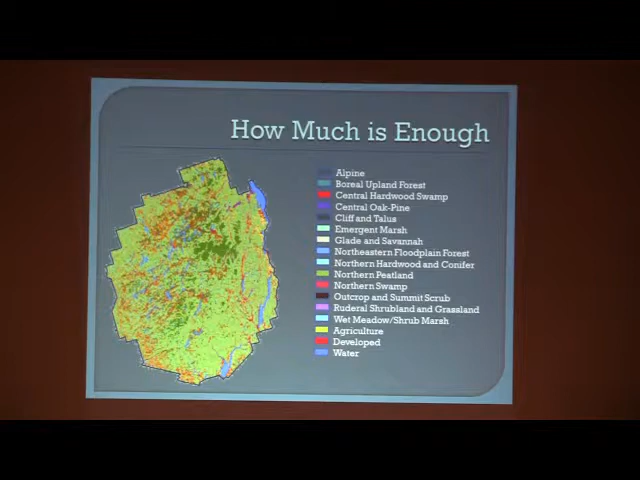 How Much is Enough
Alpine
Boreal Upland Forest
Central Hardwood Swamp
Central Oak-Pine
Cliff and Talus
Emergent Marsh
Glade and Savannah
Northeastern Floodplain Forest
Northern Hardwood and Conifer
Northern Peatland
Northern Swamp
Outcrop and Summit Scrub
Ruderal Shrubland and Grassland
Wet Meadow/Shrub Marsh
Agriculture
Developed
Water